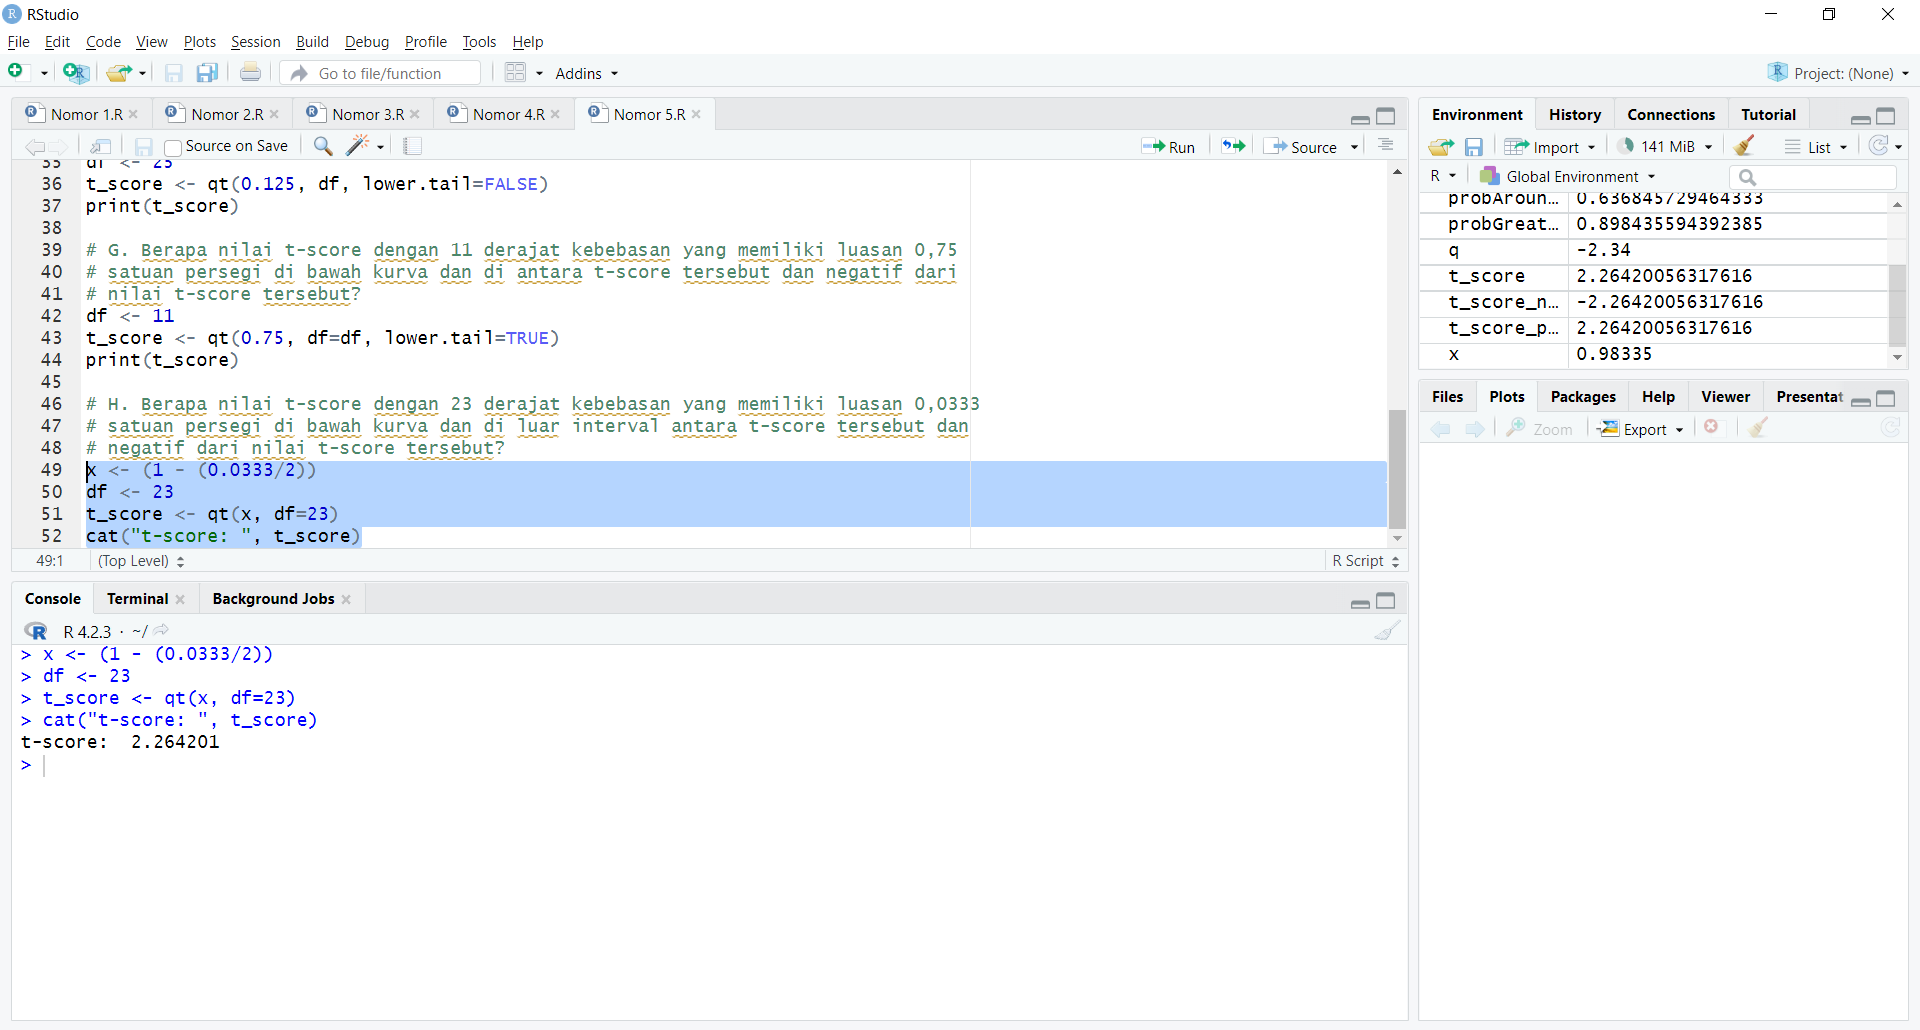 RStudio
File Edit Code View Plots Session Build Debug Profile Tools Help
Go to file/function Addins Project: (None)
Nomor 1.R Nomor 2.R Nomor 3.R Nomor 4.R Nomor 5.R
Source on Save Run Source
35 df <- 25
36 t_score <- qt(0.125, df, lower.tail=FALSE)
37 print(t_score)
38
39 # G. Berapa nilai t-score dengan 11 derajat kebebasan yang memiliki luasan 0,75
40 # satuan persegi di bawah kurva dan di antara t-score tersebut dan negatif dari
41 # nilai t-score tersebut?
42 df <- 11
43 t_score <- qt(0.75, df=df, lower.tail=TRUE)
44 print(t_score)
45
46 # H. Berapa nilai t-score dengan 23 derajat kebebasan yang memiliki luasan 0,0333
47 # satuan persegi di bawah kurva dan di luar interval antara t-score tersebut dan
48 # negatif dari nilai t-score tersebut?
49 x <- (1 - (0.0333/2))
50 df <- 23
51 t_score <- qt(x, df=23)
52 cat("t-score: ", t_score)
49:1 (Top Level) R Script
Console Terminal Background Jobs
R 4.2.3 · ~/
> x <- (1 - (0.0333/2))
> df <- 23
> t_score <- qt(x, df=23)
> cat("t-score: ", t_score)
t-score:  2.264201
>
Environment History Connections Tutorial
Import 141 MiB List
R Global Environment
probAroun… 0.636845729464333
probGreat… 0.898435594392385
q -2.34
t_score 2.26420056317616
t_score_n… -2.26420056317616
t_score_p… 2.26420056317616
x 0.98335
Files Plots Packages Help Viewer Presentat
Zoom Export